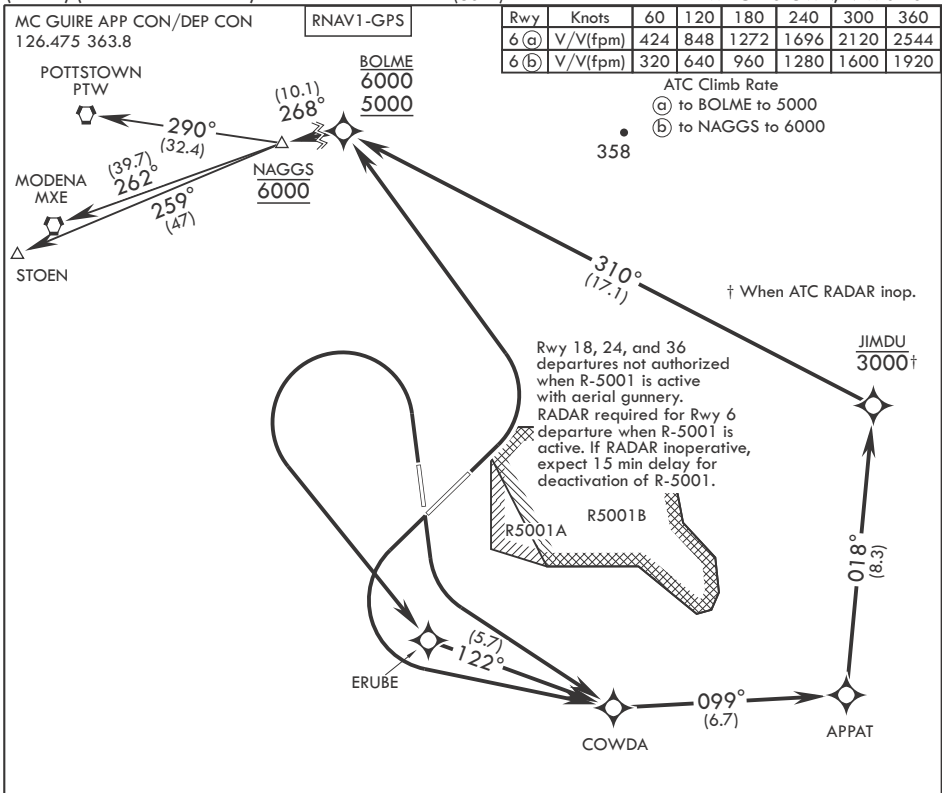 MC GUIRE APP CON/DEP CON
126.475 363.8
RNAV1-GPS
Rwy Knots 60 120 180 240 300 360
6 ⓐ V/V(fpm) 424 848 1272 1696 2120 2544
6 ⓑ V/V(fpm) 320 640 960 1280 1600 1920
ATC Climb Rate
ⓐ to BOLME to 5000
ⓑ to NAGGS to 6000
358
POTTSTOWN
PTW
BOLME
6000
5000
(10.1)
268°
290°
(32.4)
NAGGS
6000
(39.7)
262°
MODENA
MXE
259°
(47)
STOEN
310°
(17.1)
† When ATC RADAR inop.
JIMDU
3000†
Rwy 18, 24, and 36
departures not authorized
when R-5001 is active
with aerial gunnery.
RADAR required for Rwy 6
departure when R-5001 is
active. If RADAR inoperative,
expect 15 min delay for
deactivation of R-5001.
R5001A
R5001B
018°
(8.3)
(5.7)
122°
ERUBE
099°
(6.7)
COWDA
APPAT